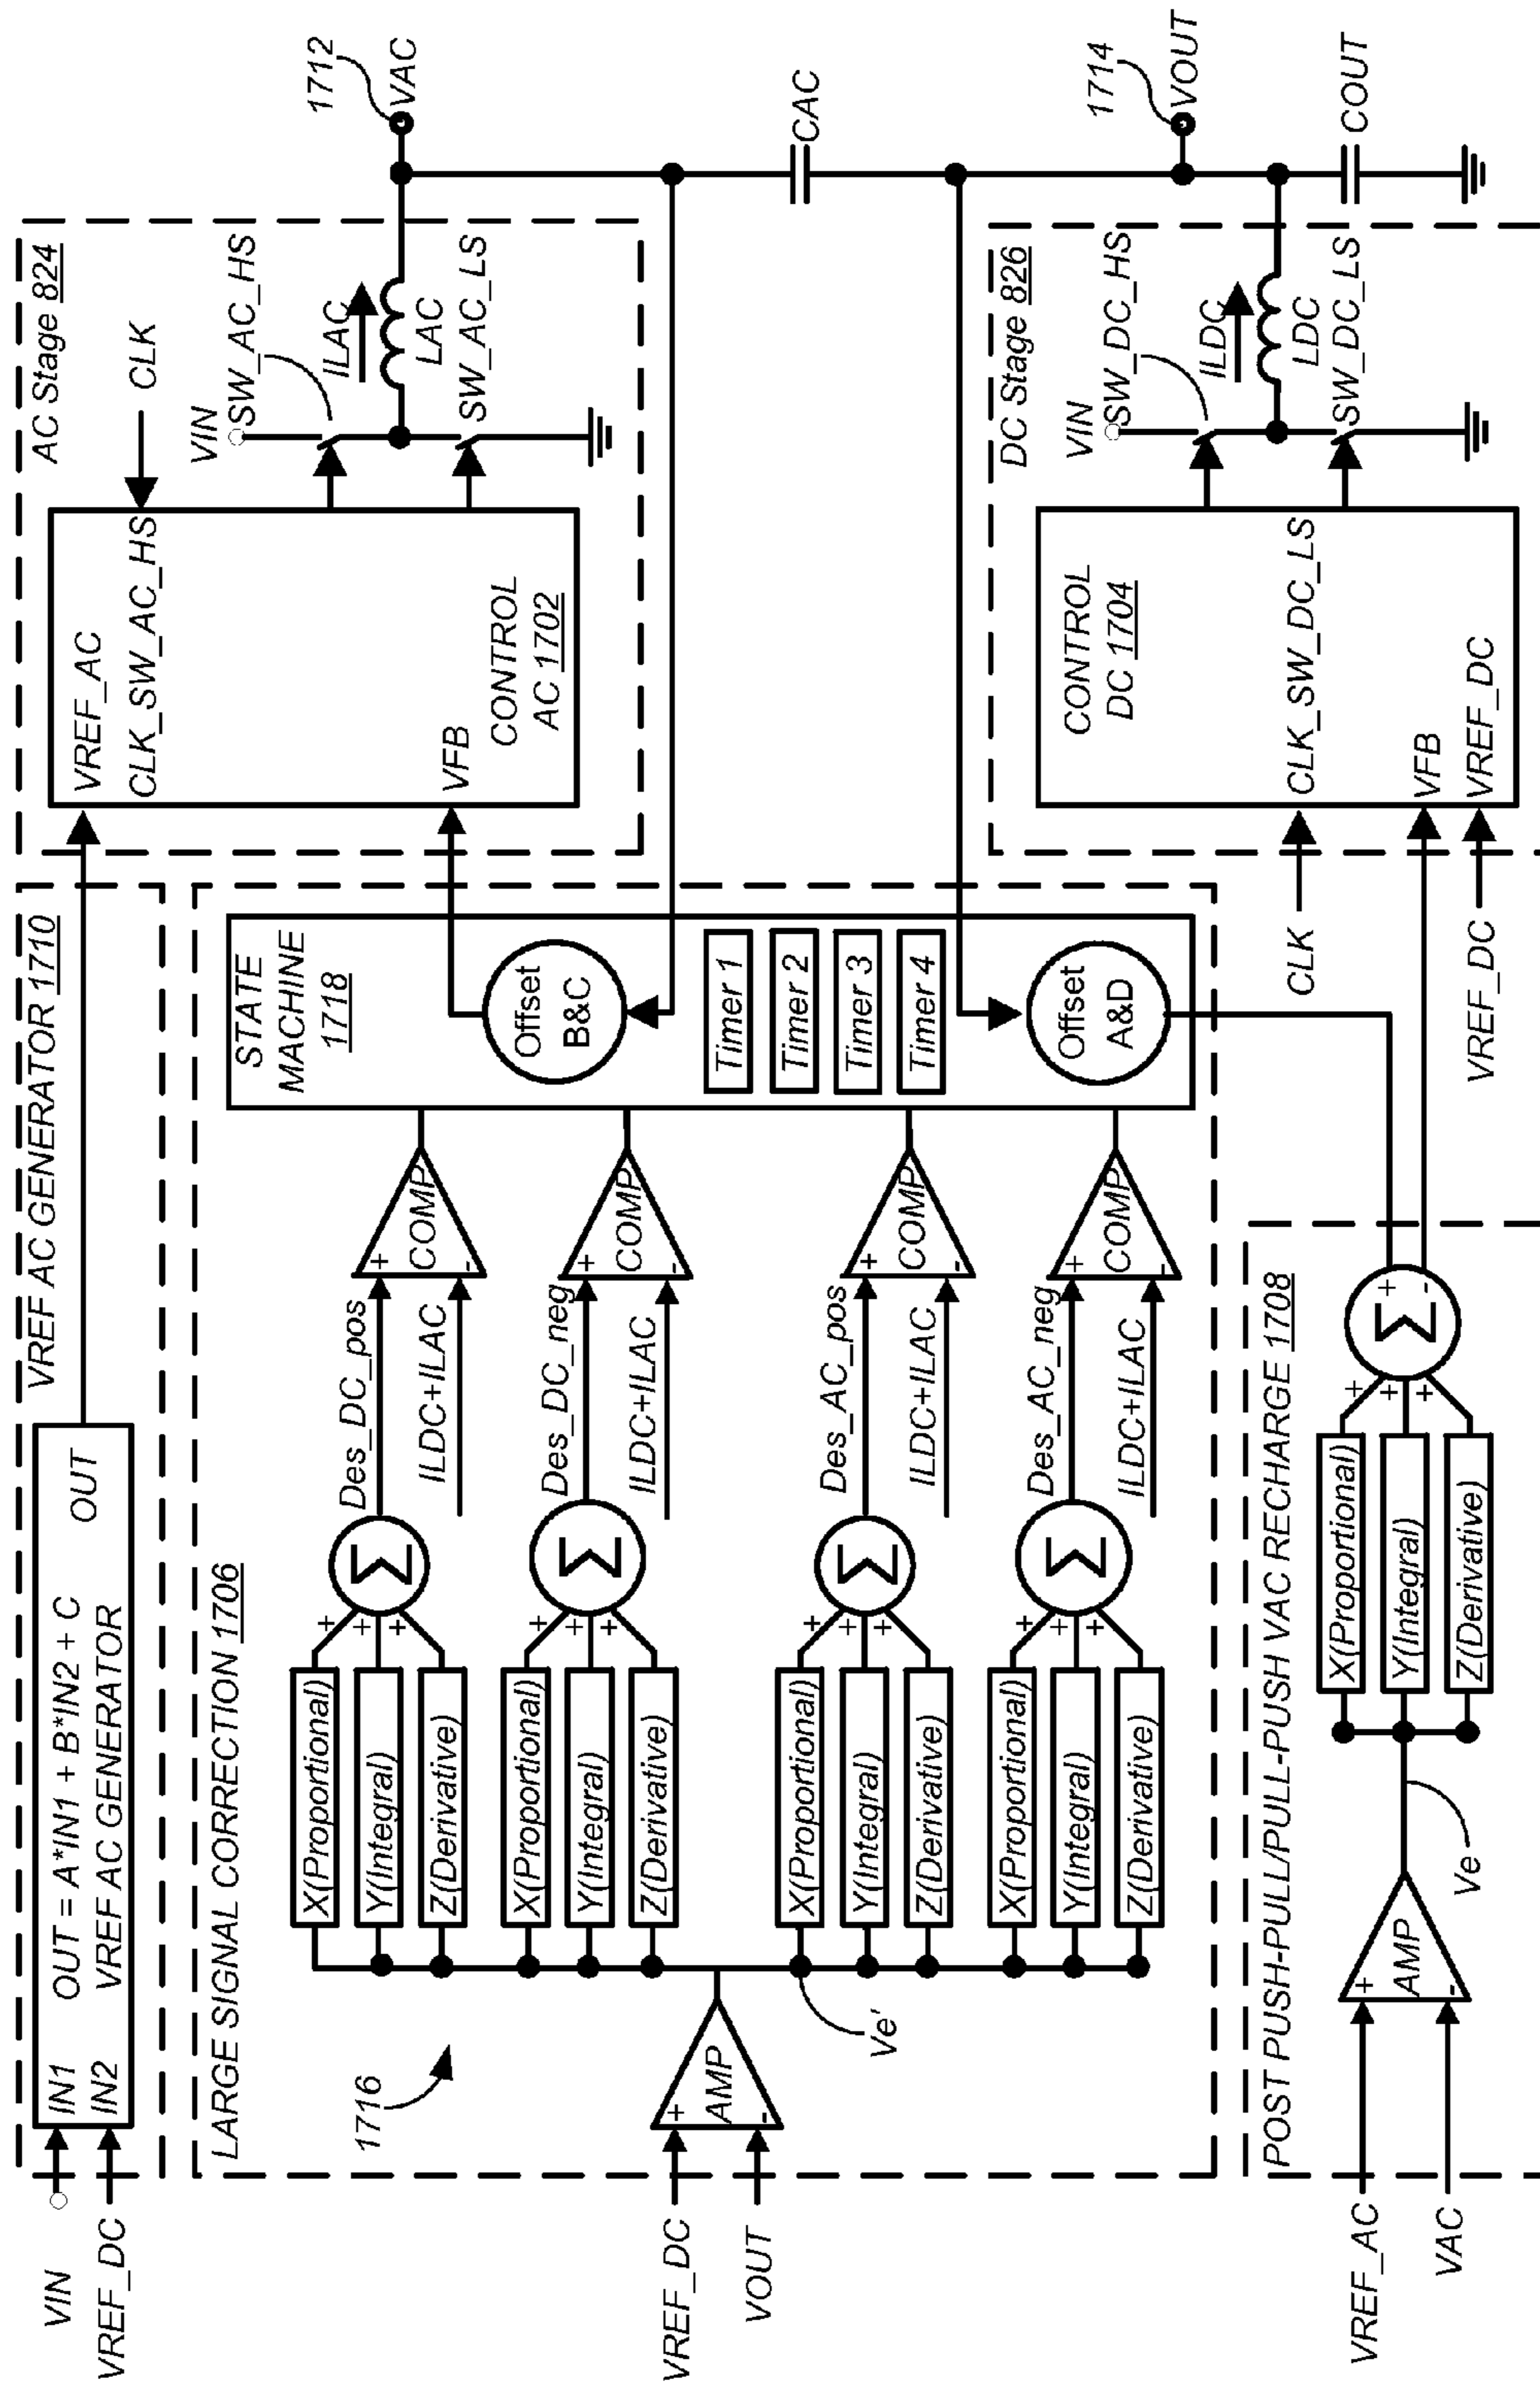 VIN
VREF_DC
IN1
IN2
OUT = A*IN1 + B*IN2 + C
VREF AC GENERATOR
OUT
VREF AC GENERATOR 1710
AC Stage 824
VREF_AC
CLK_SW_AC_HS
VFB
CONTROL
AC 1702
CLK
VIN
SW_AC_HS
ILAC
LAC
SW_AC_LS
1712
VAC
LARGE SIGNAL CORRECTION 1706
1716
VREF_DC
VOUT
+
-
AMP
Ve'
X(Proportional)
Y(Integral)
Z(Derivative)
+
+
+
Σ
Des_DC_pos
ILDC+ILAC
+
-
COMP
X(Proportional)
Y(Integral)
Z(Derivative)
+
+
+
Σ
Des_DC_neg
ILDC+ILAC
+
-
COMP
X(Proportional)
Y(Integral)
Z(Derivative)
+
+
+
Σ
Des_AC_pos
ILDC+ILAC
+
-
COMP
X(Proportional)
Y(Integral)
Z(Derivative)
+
+
+
Σ
Des_AC_neg
ILDC+ILAC
+
-
COMP
STATE
MACHINE
1718
Offset
B&C
Timer 1
Timer 2
Timer 3
Timer 4
Offset
A&D
CAC
DC Stage 826
CONTROL
DC 1704
CLK_SW_DC_LS
VFB
VREF_DC
CLK
VREF_DC
VIN
SW_DC_HS
ILDC
LDC
SW_DC_LS
1714
VOUT
COUT
POST PUSH-PULL/PULL-PUSH VAC RECHARGE 1708
VREF_AC
VAC
+
-
AMP
Ve
X(Proportional)
Y(Integral)
Z(Derivative)
+
+
+
Σ
+
-